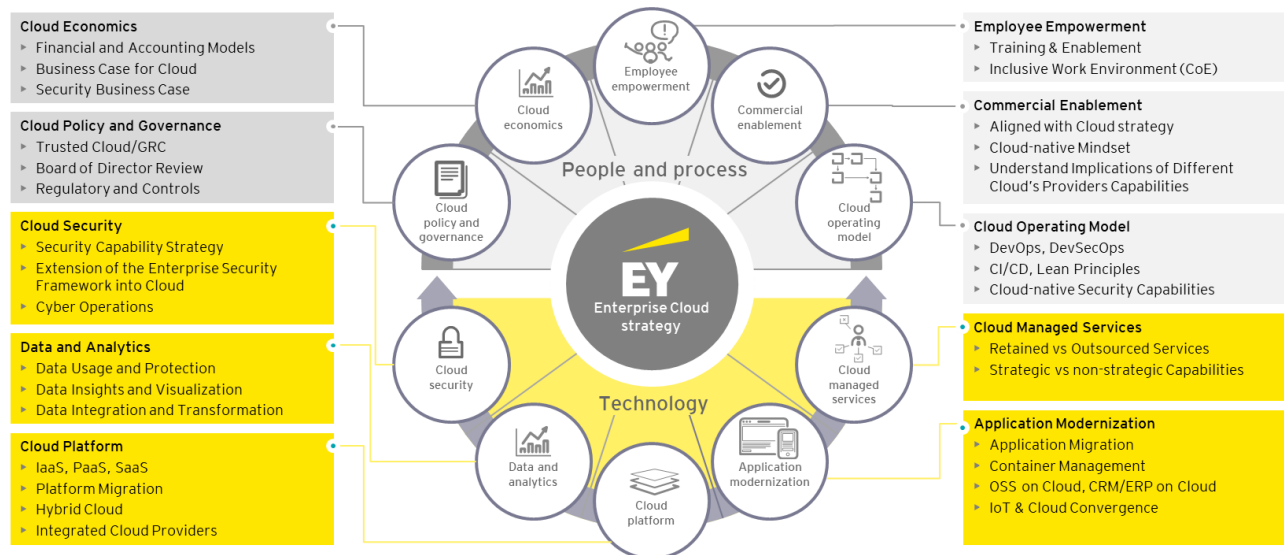 Cloud Economics
‣ Financial and Accounting Models
‣ Business Case for Cloud
‣ Security Business Case
Cloud Policy and Governance
‣ Trusted Cloud/GRC
‣ Board of Director Review
‣ Regulatory and Controls
Cloud Security
‣ Security Capability Strategy
‣ Extension of the Enterprise Security
Framework into Cloud
‣ Cyber Operations
Data and Analytics
‣ Data Usage and Protection
‣ Data Insights and Visualization
‣ Data Integration and Transformation
Cloud Platform
‣ IaaS, PaaS, SaaS
‣ Platform Migration
‣ Hybrid Cloud
‣ Integrated Cloud Providers
Employee
empowerment
Cloud
economics
Commercial
enablement
People and process
Cloud
policy and
governance
Cloud
operating
model
EY
Enterprise Cloud
strategy
Cloud
security
Cloud
managed
services
Technology
Data and
analytics
Application
modernization
Cloud
platform
Employee Empowerment
‣ Training & Enablement
‣ Inclusive Work Environment (CoE)
Commercial Enablement
‣ Aligned with Cloud strategy
‣ Cloud-native Mindset
‣ Understand Implications of Different
Cloud's Providers Capabilities
Cloud Operating Model
‣ DevOps, DevSecOps
‣ CI/CD, Lean Principles
‣ Cloud-native Security Capabilities
Cloud Managed Services
‣ Retained vs Outsourced Services
‣ Strategic vs non-strategic Capabilities
Application Modernization
‣ Application Migration
‣ Container Management
‣ OSS on Cloud, CRM/ERP on Cloud
‣ IoT & Cloud Convergence